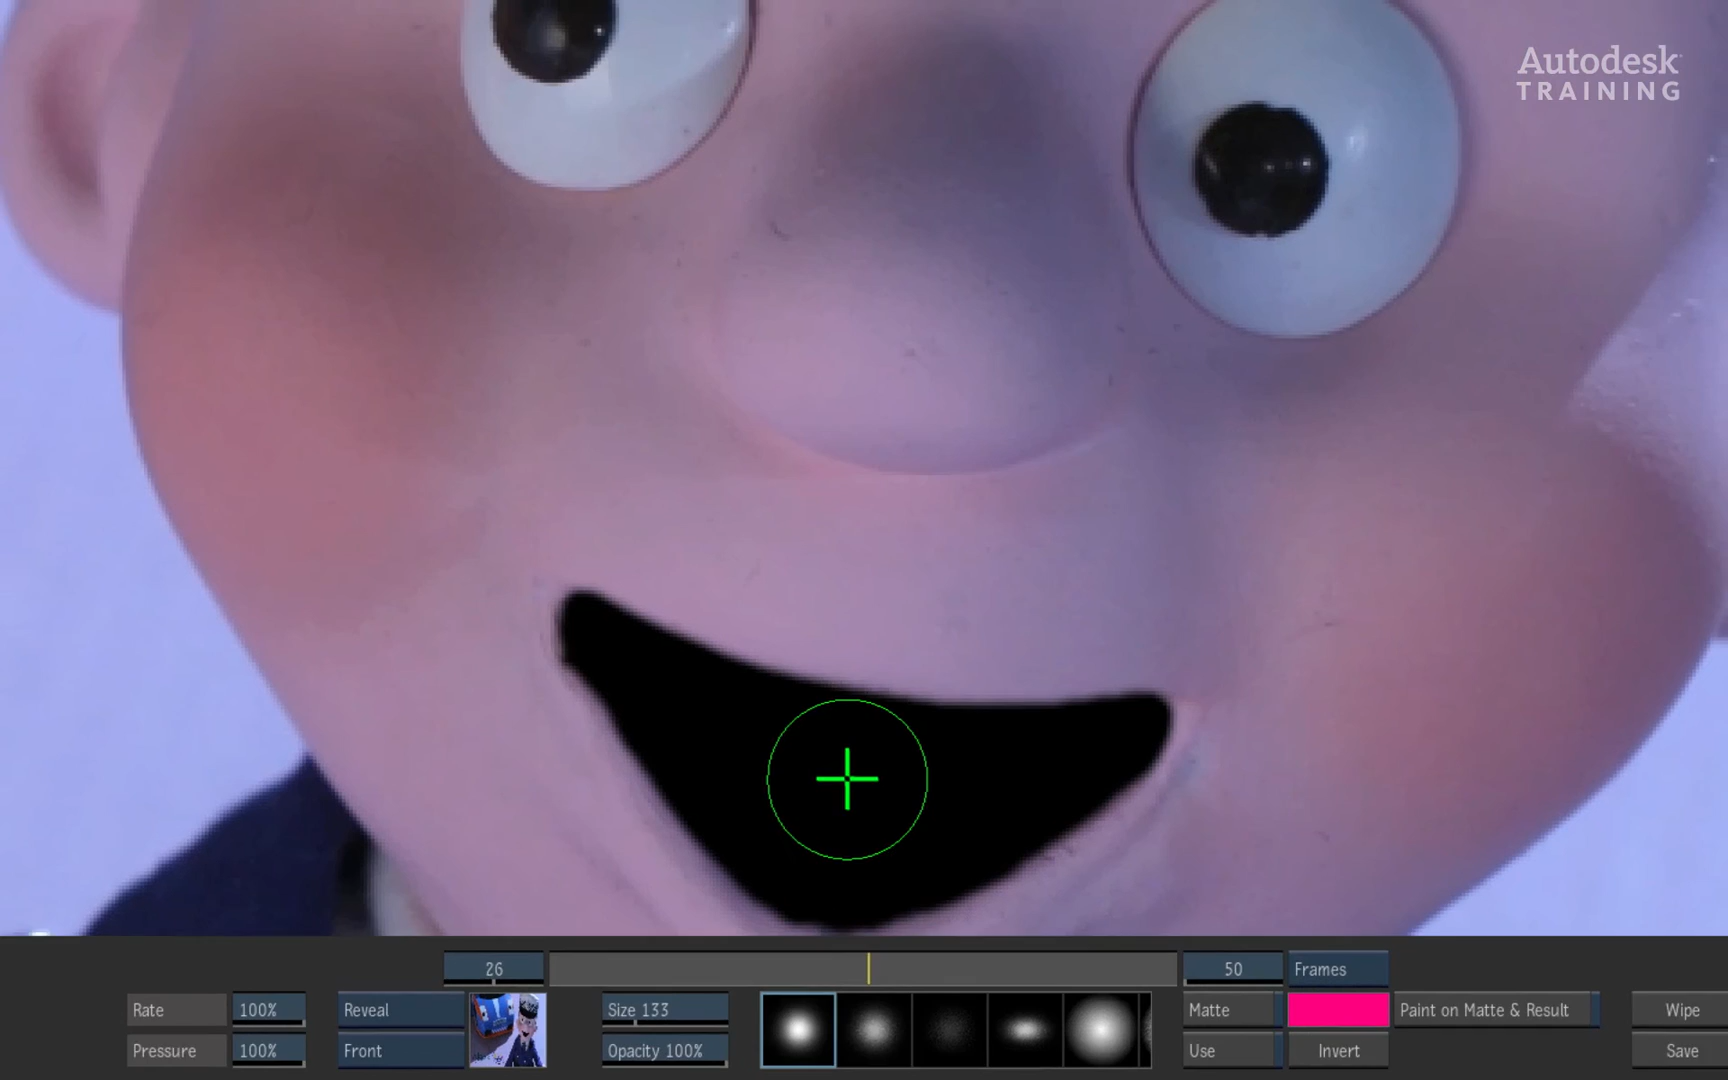 Autodesk
TRAINING
26
50
Frames
Rate
100%
Reveal
Size 133
Matte
Paint on Matte & Result
Wipe
Pressure
100%
Front
Opacity 100%
Use
Invert
Save